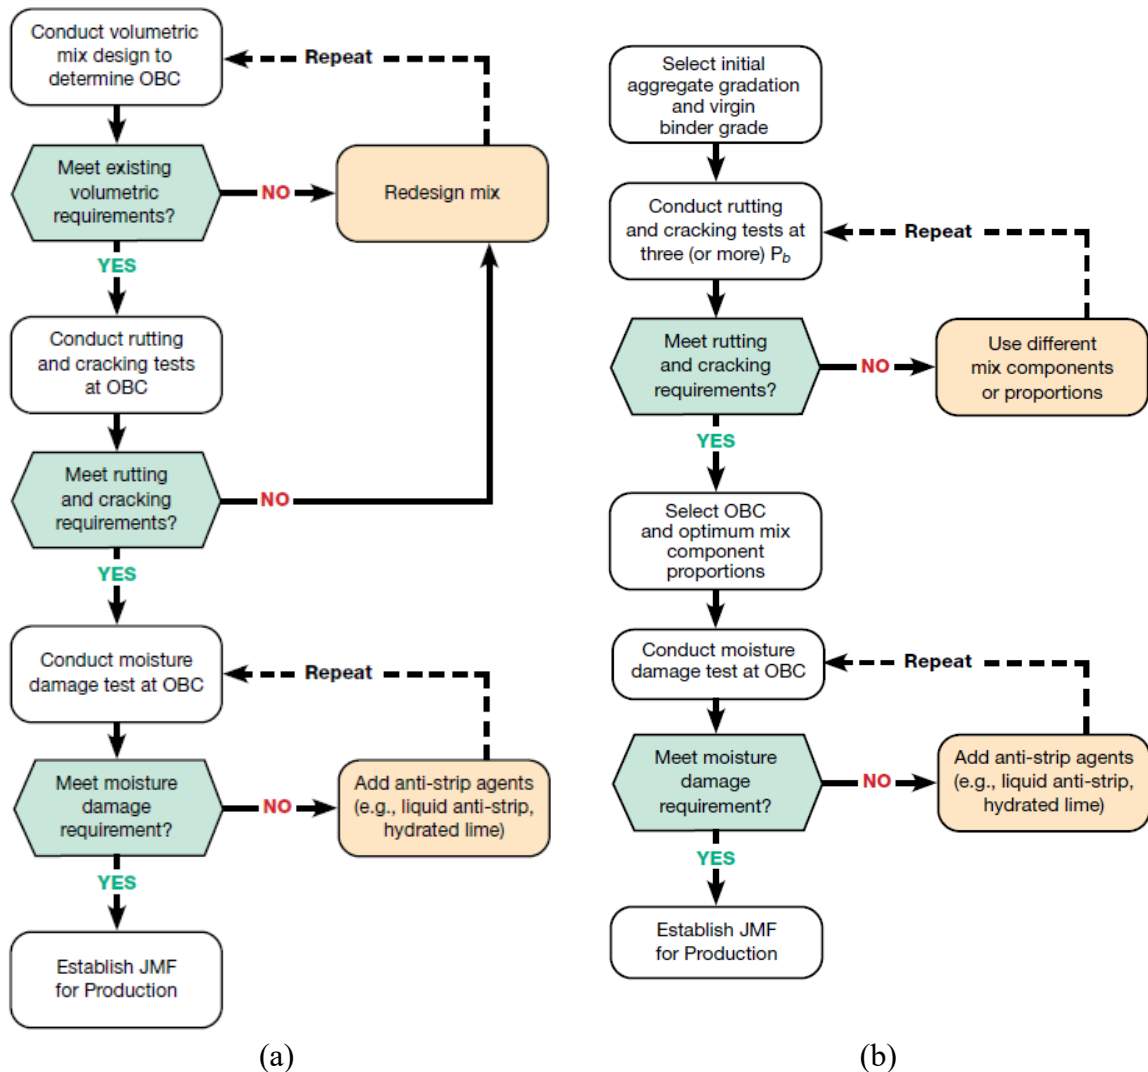 Conduct volumetric
mix design to
determine OBC
Repeat
Meet existing
volumetric
requirements?
NO
Redesign mix
YES
Conduct rutting
and cracking tests
at OBC
Meet rutting
and cracking
requirements?
NO
YES
Conduct moisture
damage test at OBC
Repeat
Meet moisture
damage
requirement?
NO
Add anti-strip agents
(e.g., liquid anti-strip,
hydrated lime)
YES
Establish JMF
for Production
(a)
Select initial
aggregate gradation
and virgin
binder grade
Conduct rutting
and cracking tests at
three (or more) Pb
Repeat
Meet rutting
and cracking
requirements?
NO
Use different
mix components
or proportions
YES
Select OBC
and optimum mix
component
proportions
Conduct moisture
damage test at OBC
Repeat
Meet moisture
damage
requirement?
NO
Add anti-strip agents
(e.g., liquid anti-strip,
hydrated lime)
YES
Establish JMF
for Production
(b)